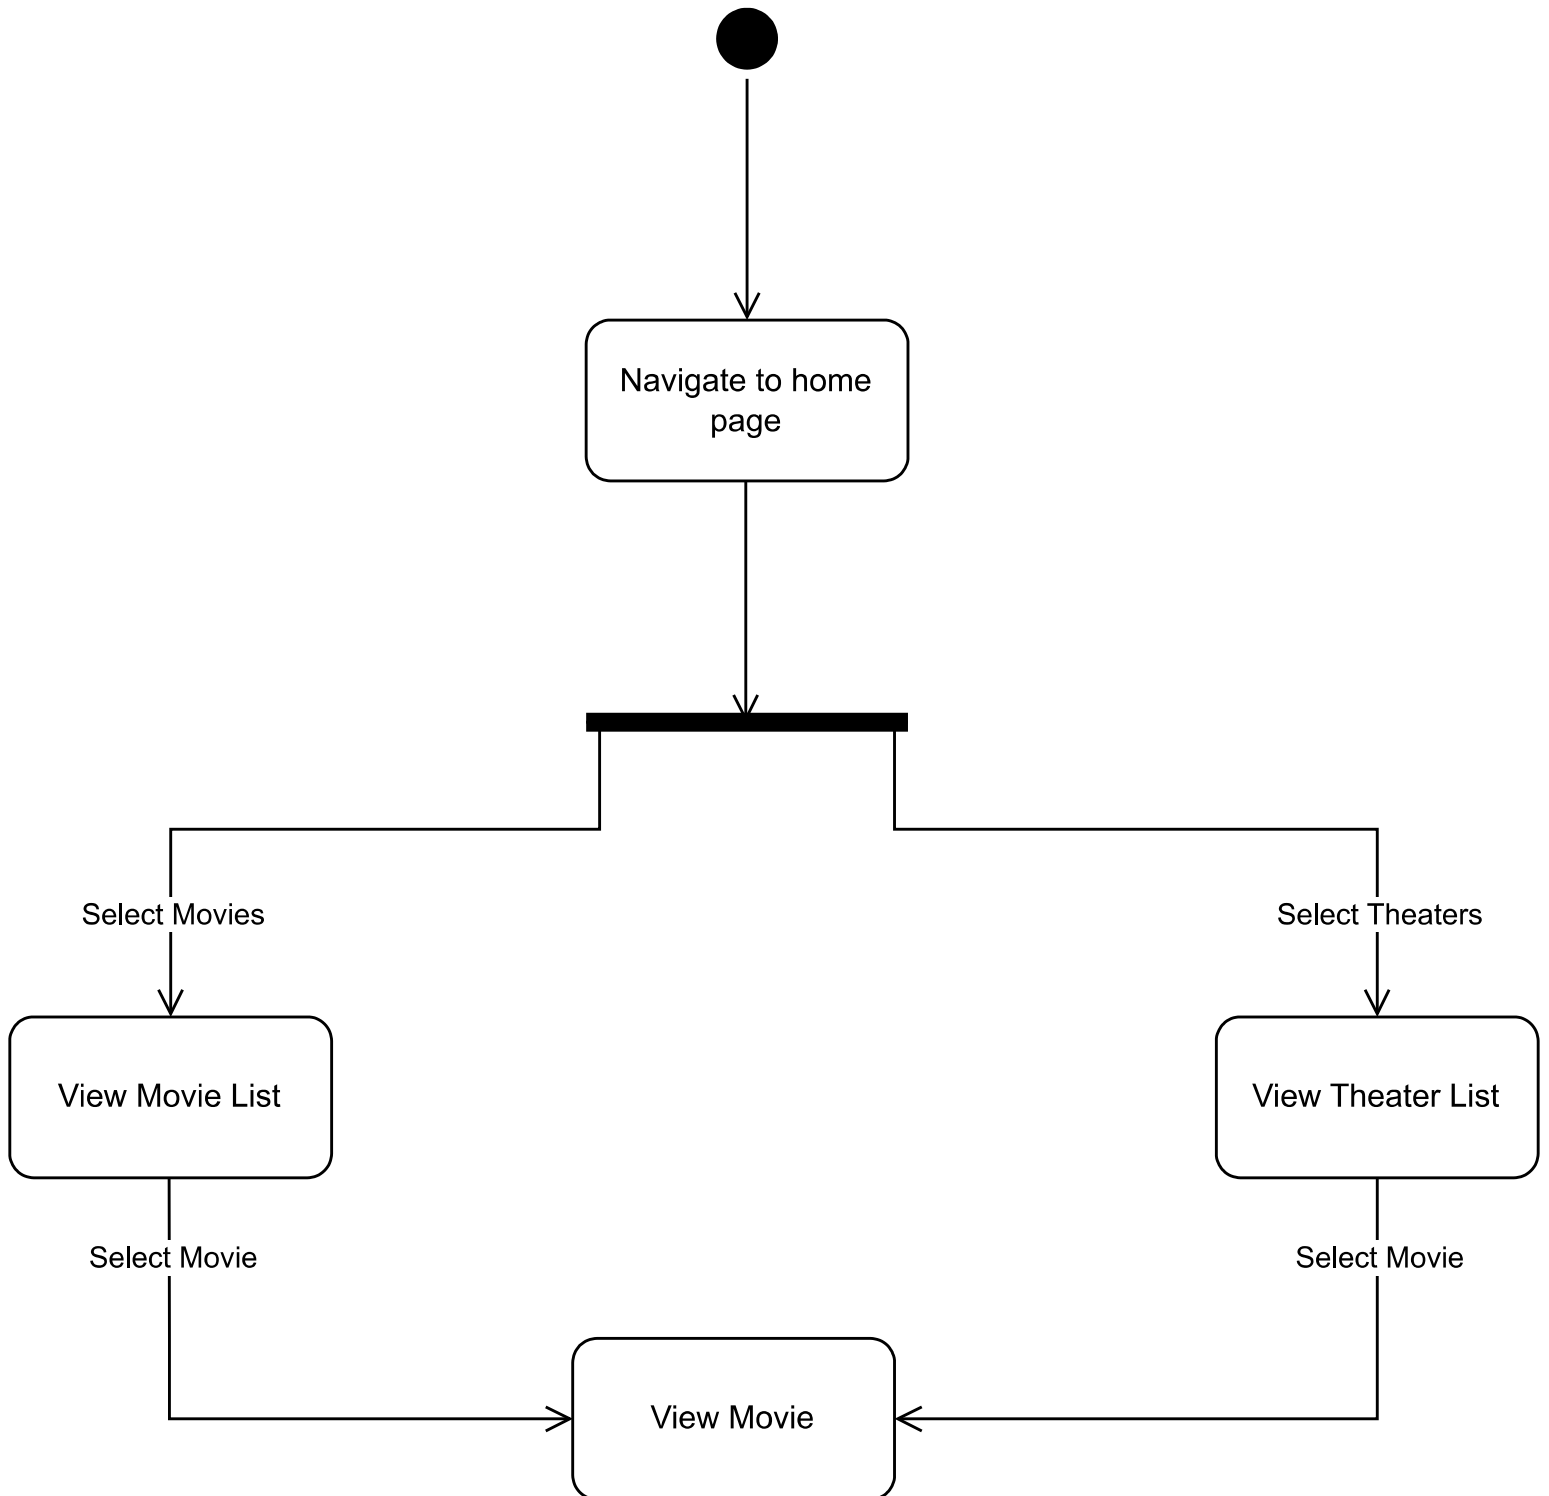 Navigate to home
page
Select Movies
Select Theaters
View Movie List
View Theater List
Select Movie
Select Movie
View Movie